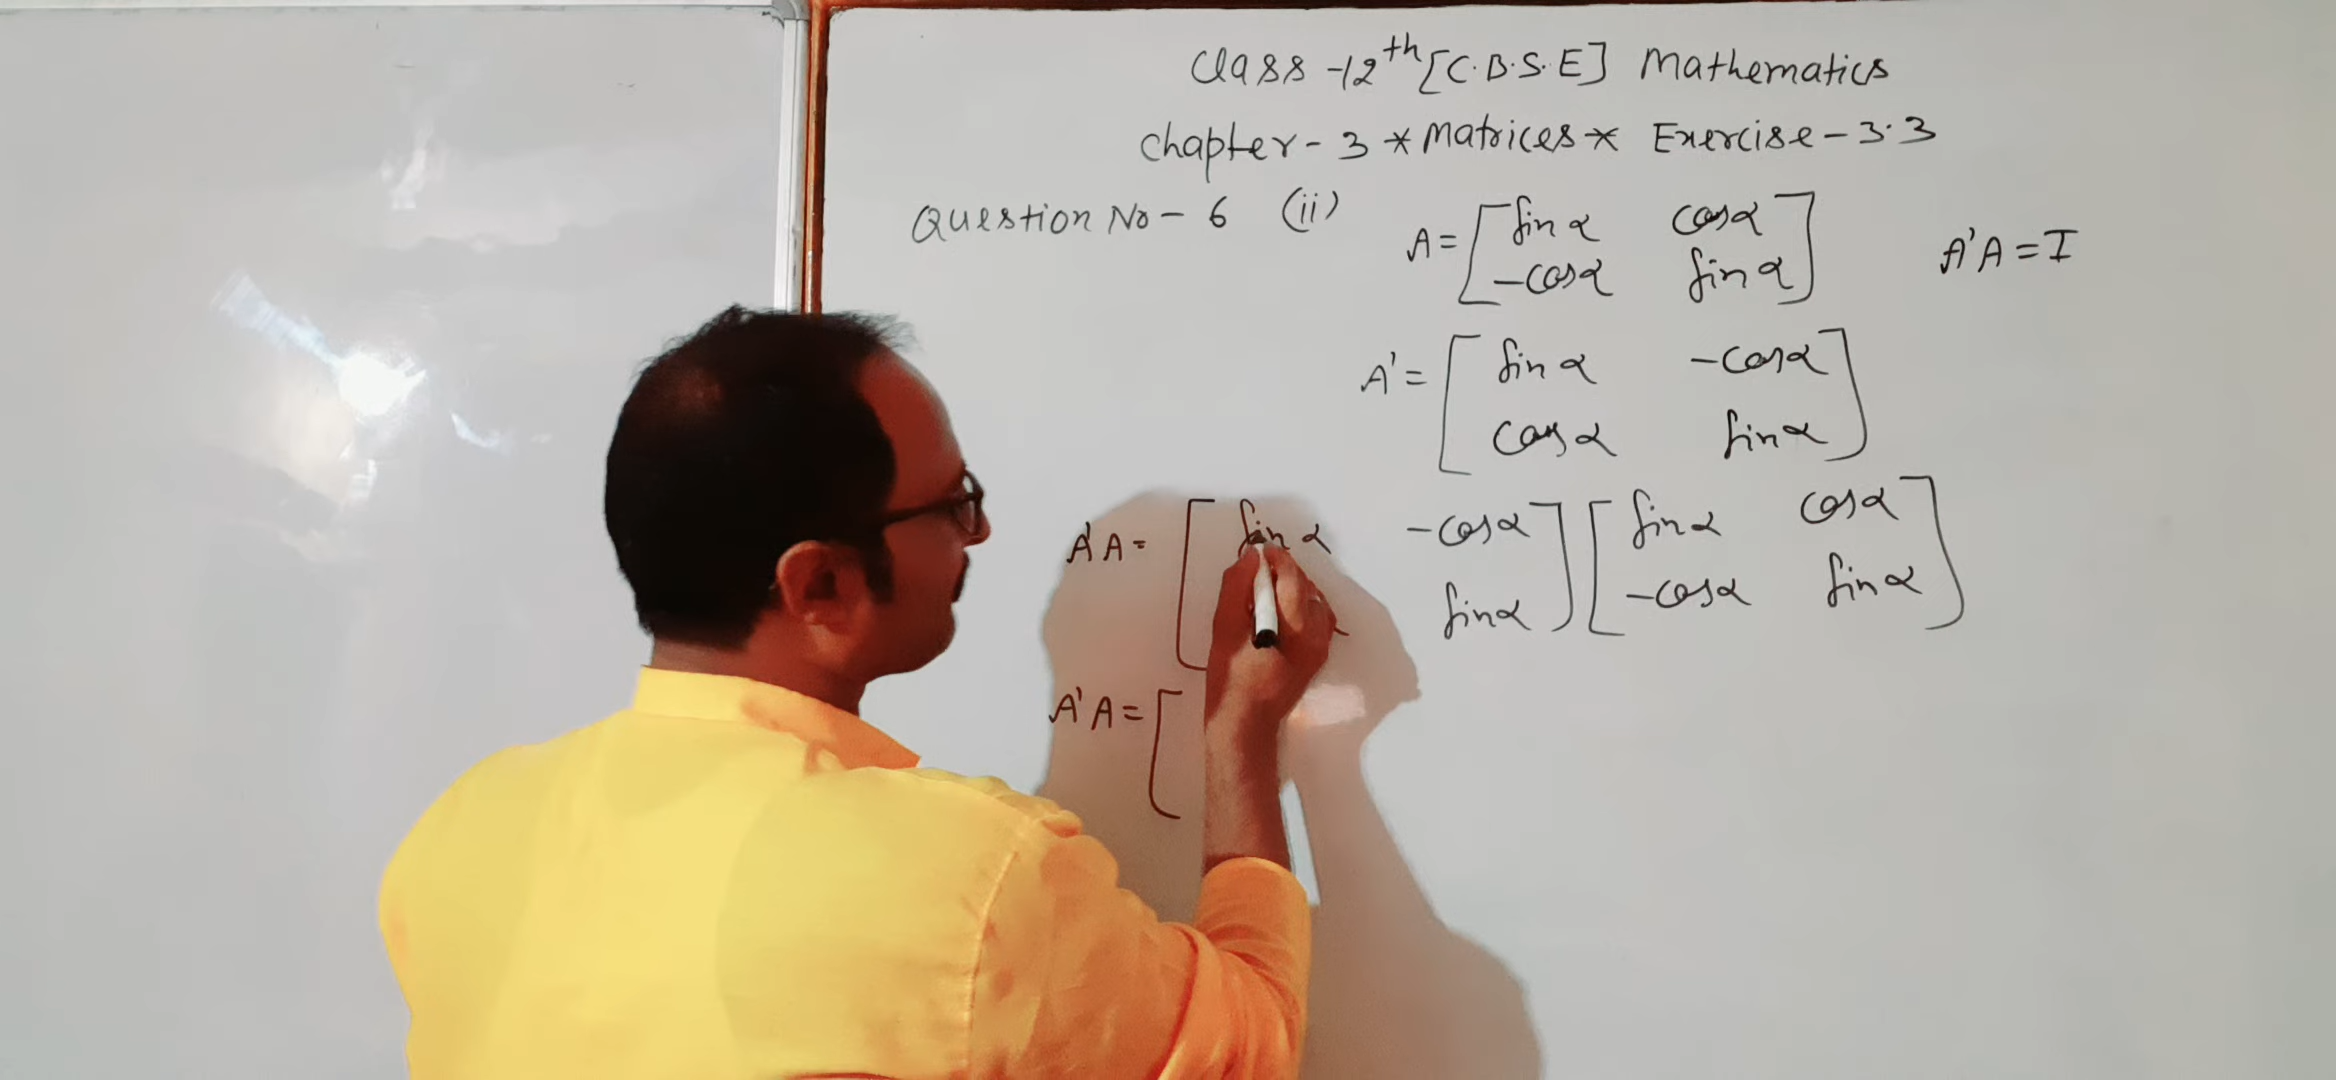 Class -12th [C.B.S.E] Mathematics
Chapter - 3 * Matrices * Exercise - 3.3
Question No - 6 (ii) A = [ sin α cos α ] A'A = I
[ -cos α sin α ]
A' = [ sin α -cos α ]
[ cos α sin α ]
A'A = [ sin α -cos α ] [ sin α cos α ]
sin α ] [ -cos α sin α ]
A'A = [